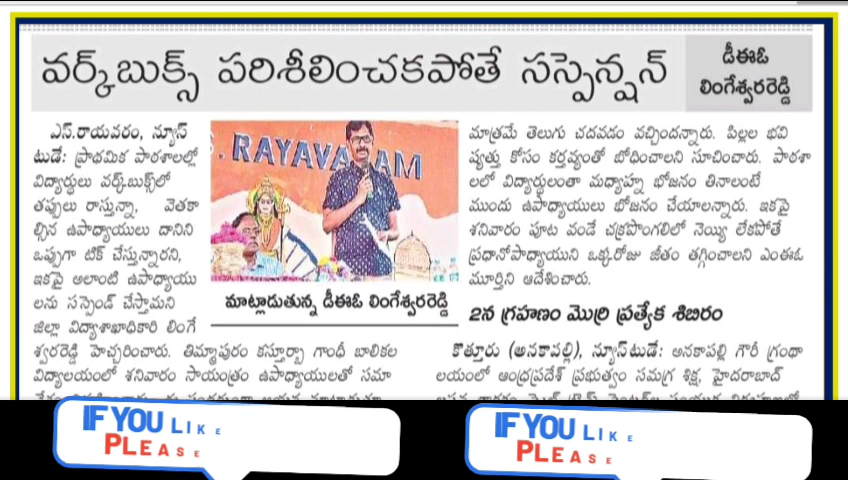 వర్క్‌బుక్స్ పరిశీలించకపోతే సస్పెన్షన్
డీఈఓ
లింగేశ్వరరెడ్డి
ఎస్.రాయవరం, న్యూస్
టుడే: ప్రాథమిక పాఠశాలల్లో
విద్యార్థులు వర్క్‌బుక్స్‌లో
తప్పులు రాస్తున్నా, వెతకా
ల్సిన ఉపాధ్యాయులు దానిని
ఒప్పుగా టిక్ చేస్తున్నారని,
ఇకపై అలాంటి ఉపాధ్యాయు
లను సస్పెండ్ చేస్తామని
జిల్లా విద్యాశాఖాధికారి లింగే
శ్వరరెడ్డి హెచ్చరించారు. తిమ్మాపురం కస్తూర్బా గాంధీ బాలికల
విద్యాలయంలో శనివారం సాయంత్రం ఉపాధ్యాయులతో సమా
S. RAYAVARAM
మాట్లాడుతున్న డీఈఓ లింగేశ్వరరెడ్డి
మాత్రమే తెలుగు చదవడం వచ్చిందన్నారు. పిల్లల భవి
ష్యత్తు కోసం కర్తవ్యంతో బోధించాలని సూచించారు. పాఠశా
లలో విద్యార్థులంతా మధ్యాహ్న భోజనం తినాలంటే
ముందు ఉపాధ్యాయులు భోజనం చేయాలన్నారు. ఇకపై
శనివారం పూట వండే చక్రపొంగలిలో నెయ్యి లేకపోతే
ప్రధానోపాధ్యాయుని ఒక్కరోజు జీతం తగ్గించాలని ఎంఈఓ
మూర్తిని ఆదేశించారు.
2న గ్రహణం మొర్రి ప్రత్యేక శిబిరం
కొత్తూరు (అనకాపల్లి), న్యూస్‌టుడే: అనకాపల్లి గౌరీ గ్రంథా
లయంలో ఆంధ్రప్రదేశ్ ప్రభుత్వం సమగ్ర శిక్ష, హైదరాబాద్
IF YOU LIKE
PLEASE
IF YOU LIKE
PLEASE